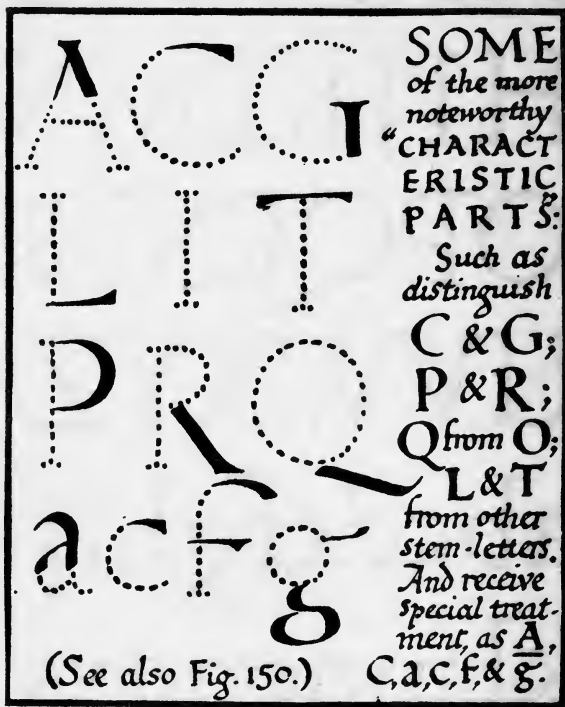 A C G
L I T
P R Q
a c f g
SOME
of the more
noteworthy
"CHARACT
ERISTIC
PARTS":
Such as
distinguish
C & G;
P & R;
Q from O;
L & T
from other
stem-letters.
And receive
special treat-
ment, as A,
C, a, c, f, & g.
(See also Fig. 150.)